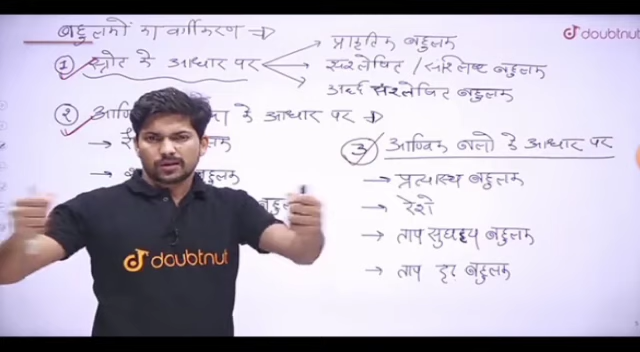 बहुलकों का वर्गीकरण
doubtnut
① स्रोत के आधार पर
प्राकृतिक बहुलक
संश्लेषित / संश्लिष्ट बहुलक
अर्द्ध संश्लेषित बहुलक
② के आधार पर
③ आण्विक बलों के आधार पर
→ प्रत्यास्थ बहुलक
→ रेशे
→ ताप सुघट्य बहुलक
→ ताप दृढ़ बहुलक
doubtnut